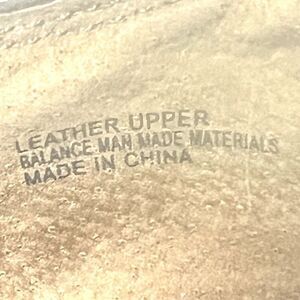 LEATHER UPPER
BALANCE MAN MADE MATERIALS
MADE IN CHINA